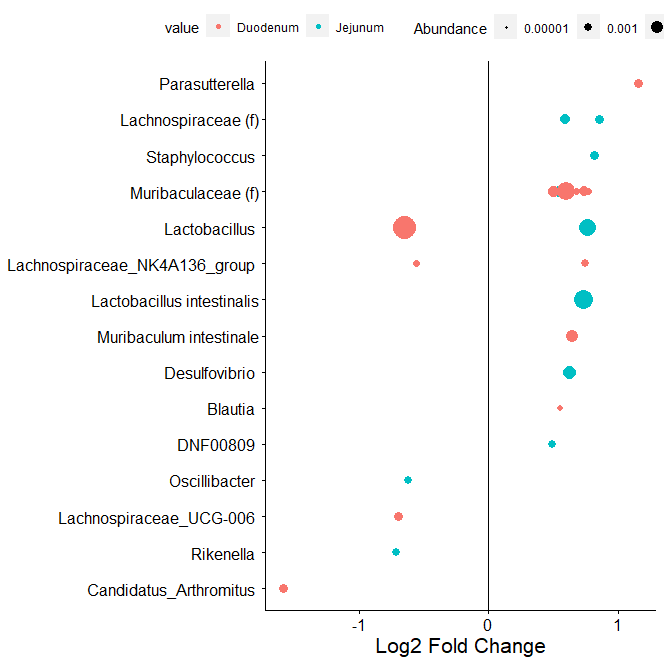 value Duodenum Jejunum Abundance 0.00001 0.001
Parasutterella
Lachnospiraceae (f)
Staphylococcus
Muribaculaceae (f)
Lactobacillus
Lachnospiraceae_NK4A136_group
Lactobacillus intestinalis
Muribaculum intestinale
Desulfovibrio
Blautia
DNF00809
Oscillibacter
Lachnospiraceae_UCG-006
Rikenella
Candidatus_Arthromitus
-1 0 1
Log2 Fold Change